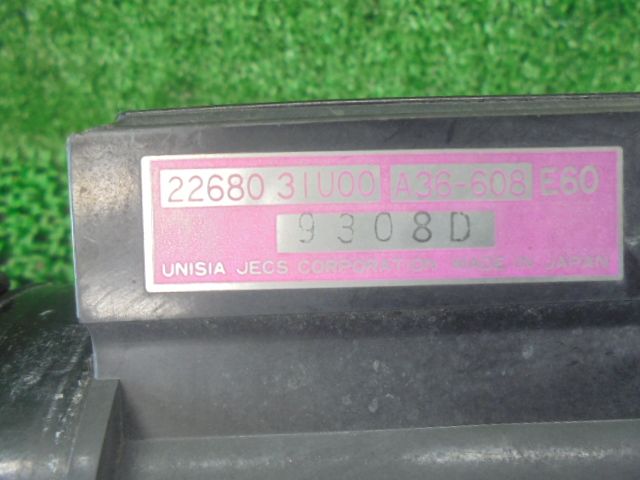 22680 31U00 A36-608 E60
9308D
UNISIA JECS CORPORATION MADE IN JAPAN